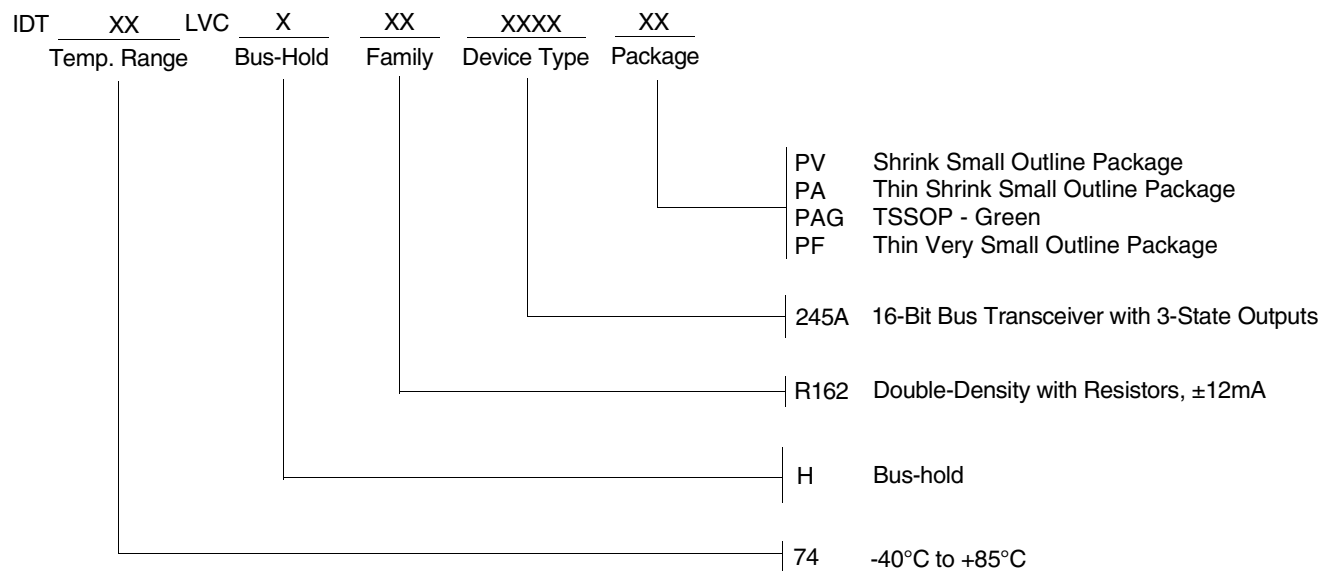 IDT XX LVC X XX XXXX XX
Temp. Range Bus-Hold Family Device Type Package
PV Shrink Small Outline Package
PA Thin Shrink Small Outline Package
PAG TSSOP - Green
PF Thin Very Small Outline Package
245A 16-Bit Bus Transceiver with 3-State Outputs
R162 Double-Density with Resistors, ±12mA
H Bus-hold
74 -40°C to +85°C